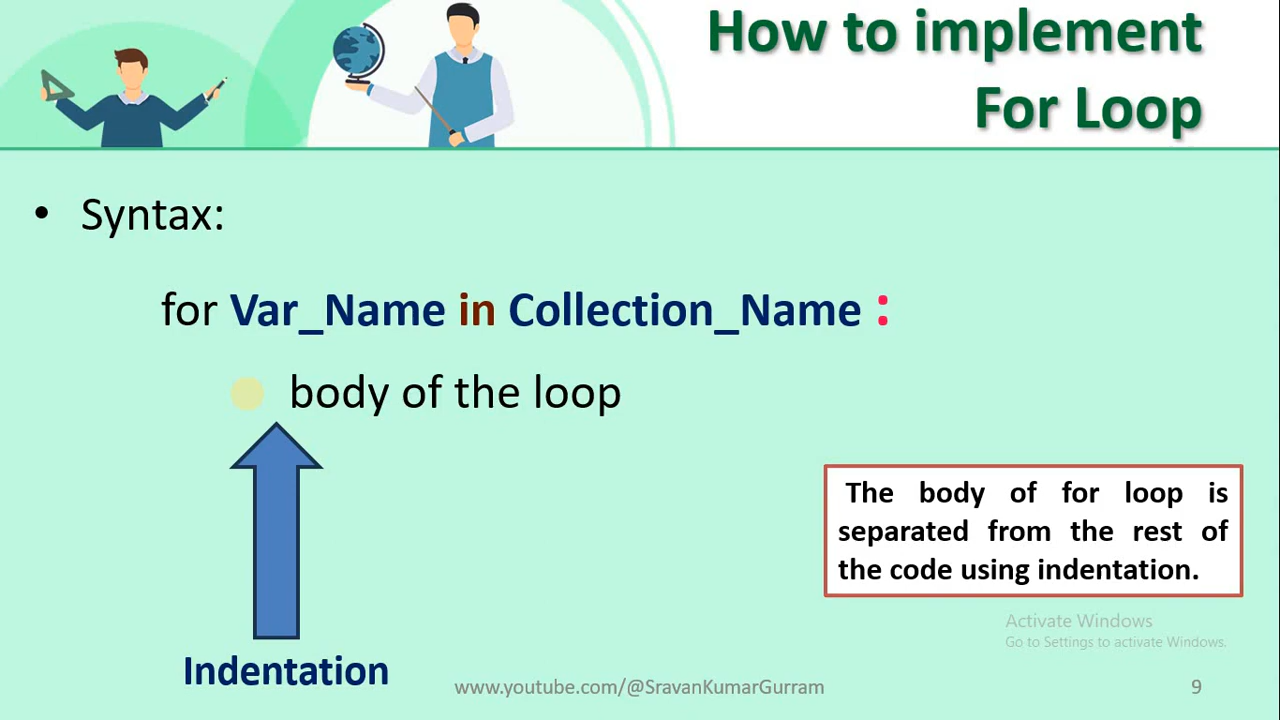 How to implement
For Loop
• Syntax:
for Var_Name in Collection_Name :
body of the loop
The body of for loop is
separated from the rest of
the code using indentation.
Activate Windows
Go to Settings to activate Windows.
Indentation
www.youtube.com/@SravanKumarGurram
9